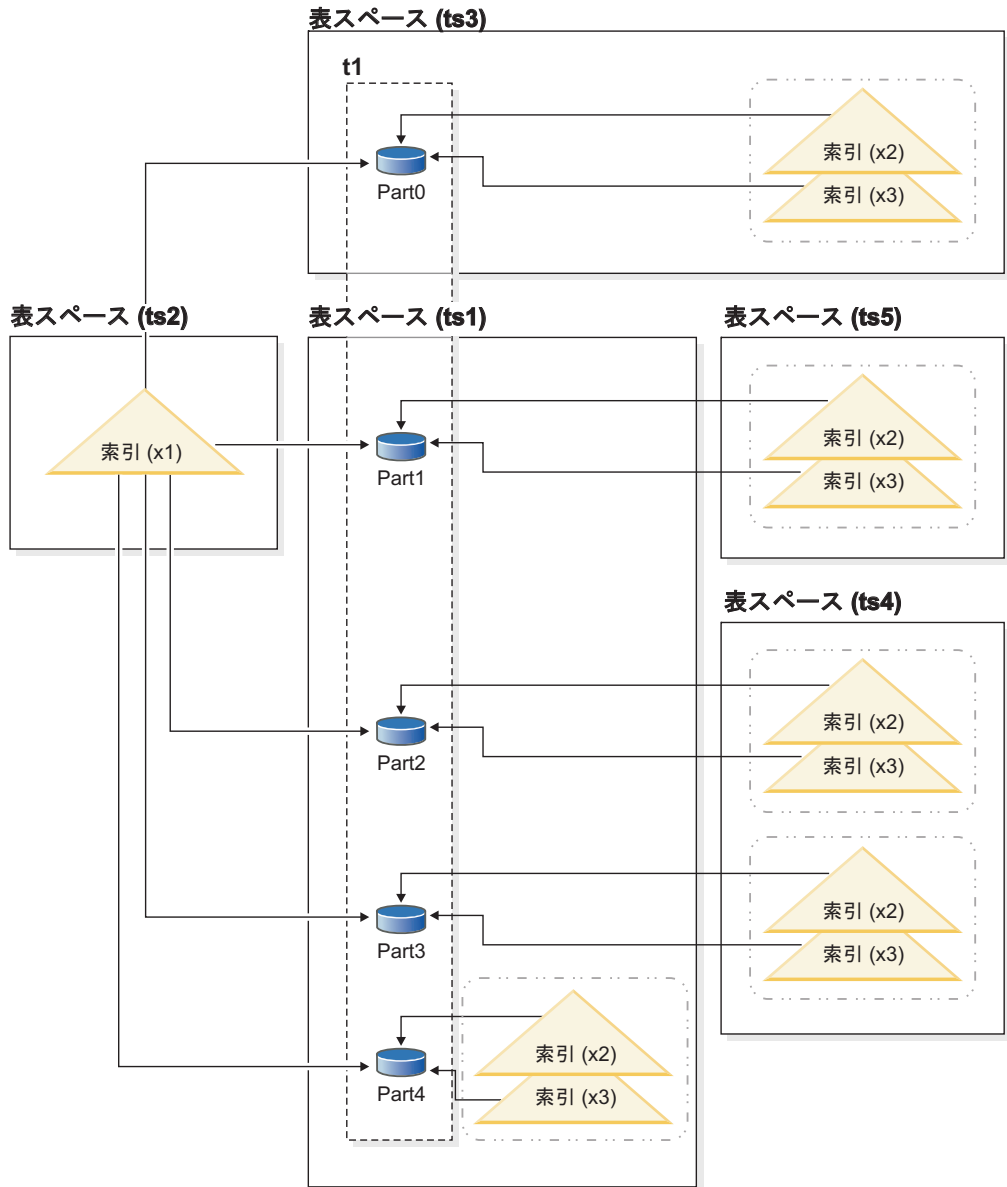 表スペース (ts3)
t1
Part0
索引 (x2)
索引 (x3)
表スペース (ts2)
索引 (x1)
表スペース (ts1)
Part1
表スペース (ts5)
索引 (x2)
索引 (x3)
表スペース (ts4)
Part2
索引 (x2)
索引 (x3)
Part3
索引 (x2)
索引 (x3)
Part4
索引 (x2)
索引 (x3)